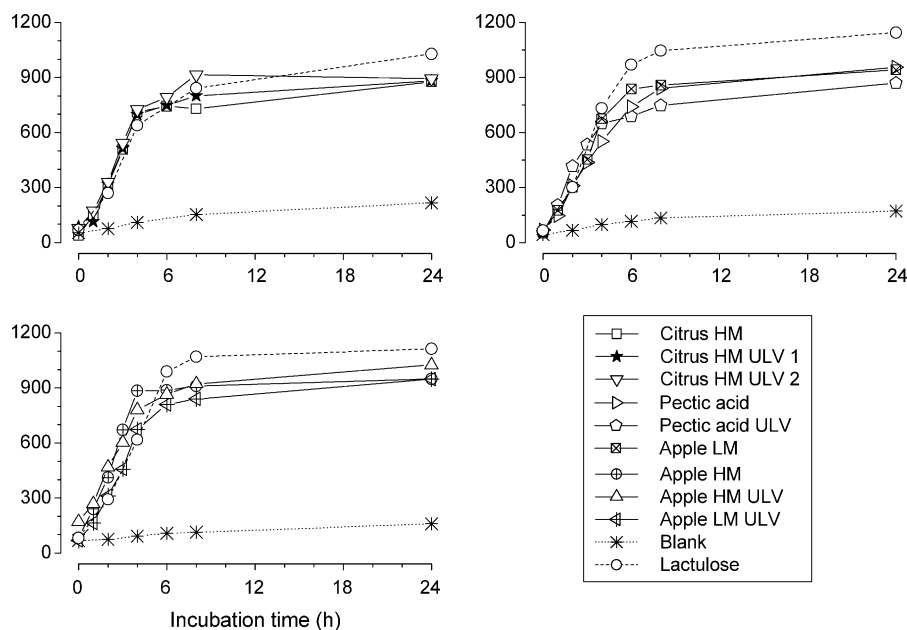 1200
900
600
300
0
0 6 12 18 24
1200
900
600
300
0
0 6 12 18 24
1200
900
600
300
0
0 6 12 18 24
Incubation time (h)
Citrus HM
Citrus HM ULV 1
Citrus HM ULV 2
Pectic acid
Pectic acid ULV
Apple LM
Apple HM
Apple HM ULV
Apple LM ULV
Blank
Lactulose